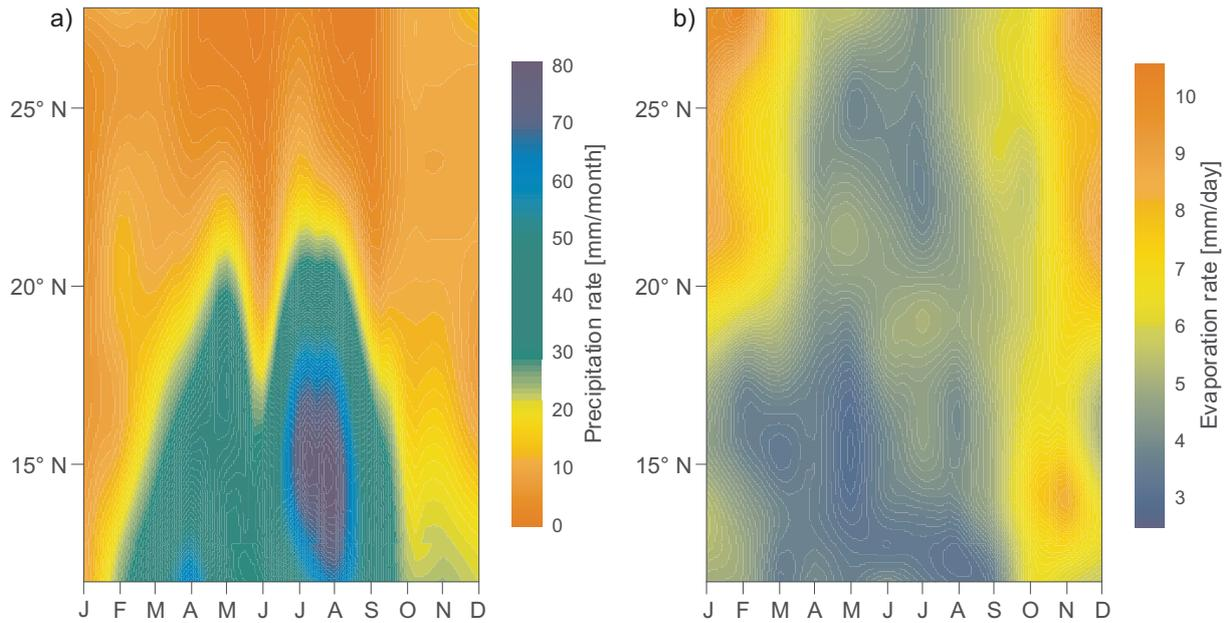 a)
25° N
20° N
15° N
J F M A M J J A S O N D
80
70
60
50
40
30
20
10
0
Precipitation rate [mm/month]
b)
25° N
20° N
15° N
J F M A M J J A S O N D
10
9
8
7
6
5
4
3
Evaporation rate [mm/day]